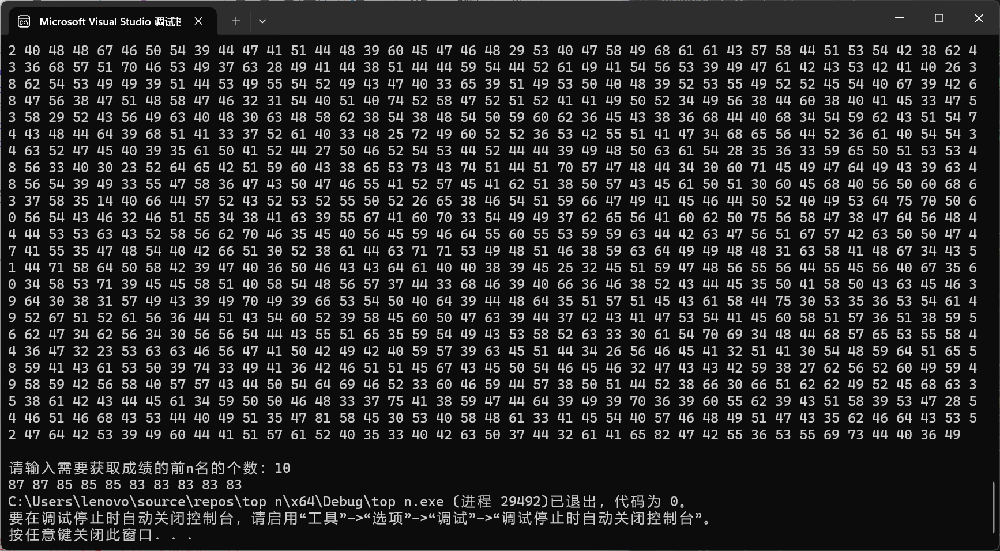 Microsoft Visual Studio 调试控
2 40 48 48 67 46 50 54 39 44 47 41 51 44 48 39 60 45 47 46 48 29 53 40 47 58 49 68 61 61 43 57 58 44 51 53 54 42 38 62 4
3 36 68 57 51 70 46 53 49 37 63 28 49 41 44 38 51 44 44 59 54 44 52 61 49 41 54 56 53 39 49 47 61 42 43 53 42 41 40 26 3
8 62 54 53 49 49 39 51 44 53 49 55 54 52 49 43 47 40 33 65 39 51 49 53 50 40 48 39 52 53 55 49 52 52 45 54 40 67 39 42 6
8 47 56 38 47 51 48 58 47 46 32 31 54 40 51 40 74 52 58 47 52 51 52 41 41 49 50 52 34 49 56 38 44 60 38 40 41 45 33 47 5
3 58 29 52 43 56 49 63 40 48 30 63 48 58 62 38 54 38 48 54 50 59 60 62 36 45 43 38 36 68 44 40 68 34 54 59 62 43 51 54 7
4 43 48 44 64 39 68 51 41 33 37 52 61 40 33 48 25 72 49 60 52 52 36 53 42 55 51 41 47 34 68 65 56 44 52 36 61 40 54 54 3
4 63 52 47 45 40 39 35 61 50 41 52 44 27 50 46 52 54 53 44 52 44 44 39 49 48 50 63 61 54 28 35 36 33 59 65 50 51 53 53 4
8 56 33 40 30 23 52 64 65 42 51 59 60 43 38 65 53 73 43 74 51 44 51 70 57 47 48 44 34 30 60 71 45 49 47 64 49 43 39 63 4
8 56 54 39 49 33 55 47 58 36 47 43 50 47 46 55 41 52 57 45 41 62 51 38 50 57 43 45 61 50 51 30 60 45 68 40 56 50 60 68 6
3 37 58 35 14 40 66 44 57 52 43 52 53 52 55 50 52 26 65 38 46 54 51 59 66 47 49 41 45 46 44 50 52 40 49 53 64 75 70 50 6
0 56 54 43 46 32 46 51 55 34 38 41 63 39 55 67 41 60 70 33 54 49 49 37 62 65 56 41 60 62 50 75 56 58 47 38 47 64 56 48 4
4 44 53 53 63 43 52 58 56 62 70 46 35 45 40 56 45 59 46 64 55 60 55 53 59 59 63 44 42 63 47 56 51 67 57 42 63 50 50 47 4
7 41 55 35 47 48 54 40 42 66 51 30 52 38 61 44 63 71 71 53 49 48 51 46 38 59 63 64 49 49 48 48 31 63 58 41 48 67 34 43 5
1 44 71 58 64 50 58 42 39 47 40 36 50 46 43 43 64 61 40 40 38 39 45 25 32 45 51 59 47 48 56 55 56 44 55 45 56 40 67 35 6
0 34 58 53 71 39 45 45 58 51 40 58 54 48 56 57 37 44 33 68 46 39 40 66 36 46 38 52 43 44 45 35 50 41 58 50 43 63 45 46 3
9 64 30 38 31 57 49 43 39 49 70 49 39 66 53 54 50 40 64 39 44 48 64 35 51 57 51 45 43 61 58 44 75 30 53 35 36 53 54 61 4
9 52 67 51 52 61 56 36 44 51 43 54 60 52 39 58 45 60 50 47 63 39 44 37 42 43 41 47 53 54 41 45 60 58 51 57 36 51 38 59 5
6 62 47 34 62 56 34 30 56 56 54 44 43 55 51 65 35 59 54 49 43 53 58 52 63 33 30 61 54 70 69 34 48 44 68 57 65 53 55 58 4
4 36 47 32 23 53 63 63 46 56 47 41 50 42 49 42 40 59 57 39 63 45 51 44 34 26 56 46 45 41 32 51 41 30 54 48 59 64 51 65 5
8 59 41 43 61 53 50 39 74 33 49 41 36 42 46 51 51 45 67 43 45 50 54 46 45 46 32 47 43 43 42 59 38 27 62 56 52 60 49 59 4
9 58 59 42 56 58 40 57 57 43 44 50 54 64 69 46 52 33 60 46 59 44 57 38 50 51 44 52 38 66 30 66 51 62 62 49 52 45 68 63 3
5 38 61 42 43 44 45 61 34 59 50 50 46 48 33 37 75 41 38 59 47 44 64 39 49 39 70 36 39 60 55 62 39 43 51 58 39 53 47 28 5
4 46 51 46 68 43 53 44 40 49 51 35 47 81 58 45 30 53 40 58 48 61 33 41 45 54 40 57 46 48 49 51 47 43 35 62 46 64 43 53 5
2 47 64 42 53 39 49 60 44 41 51 57 61 52 40 35 33 40 42 63 50 37 44 32 61 41 65 82 47 42 55 36 53 55 69 73 44 40 36 49
请输入需要获取成绩的前n名的个数：10
87 87 85 85 85 83 83 83 83 83
C:\Users\lenovo\source\repos\top n\x64\Debug\top n.exe (进程 29492)已退出，代码为 0。
要在调试停止时自动关闭控制台，请启用“工具”->“选项”->“调试”->“调试停止时自动关闭控制台”。
按任意键关闭此窗口. . .